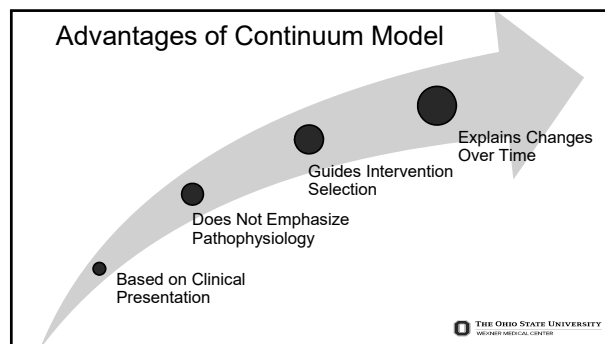 Advantages of Continuum Model
Explains Changes
Over Time
Guides Intervention
Selection
Does Not Emphasize
Pathophysiology
Based on Clinical
Presentation
THE OHIO STATE UNIVERSITY
WEXNER MEDICAL CENTER